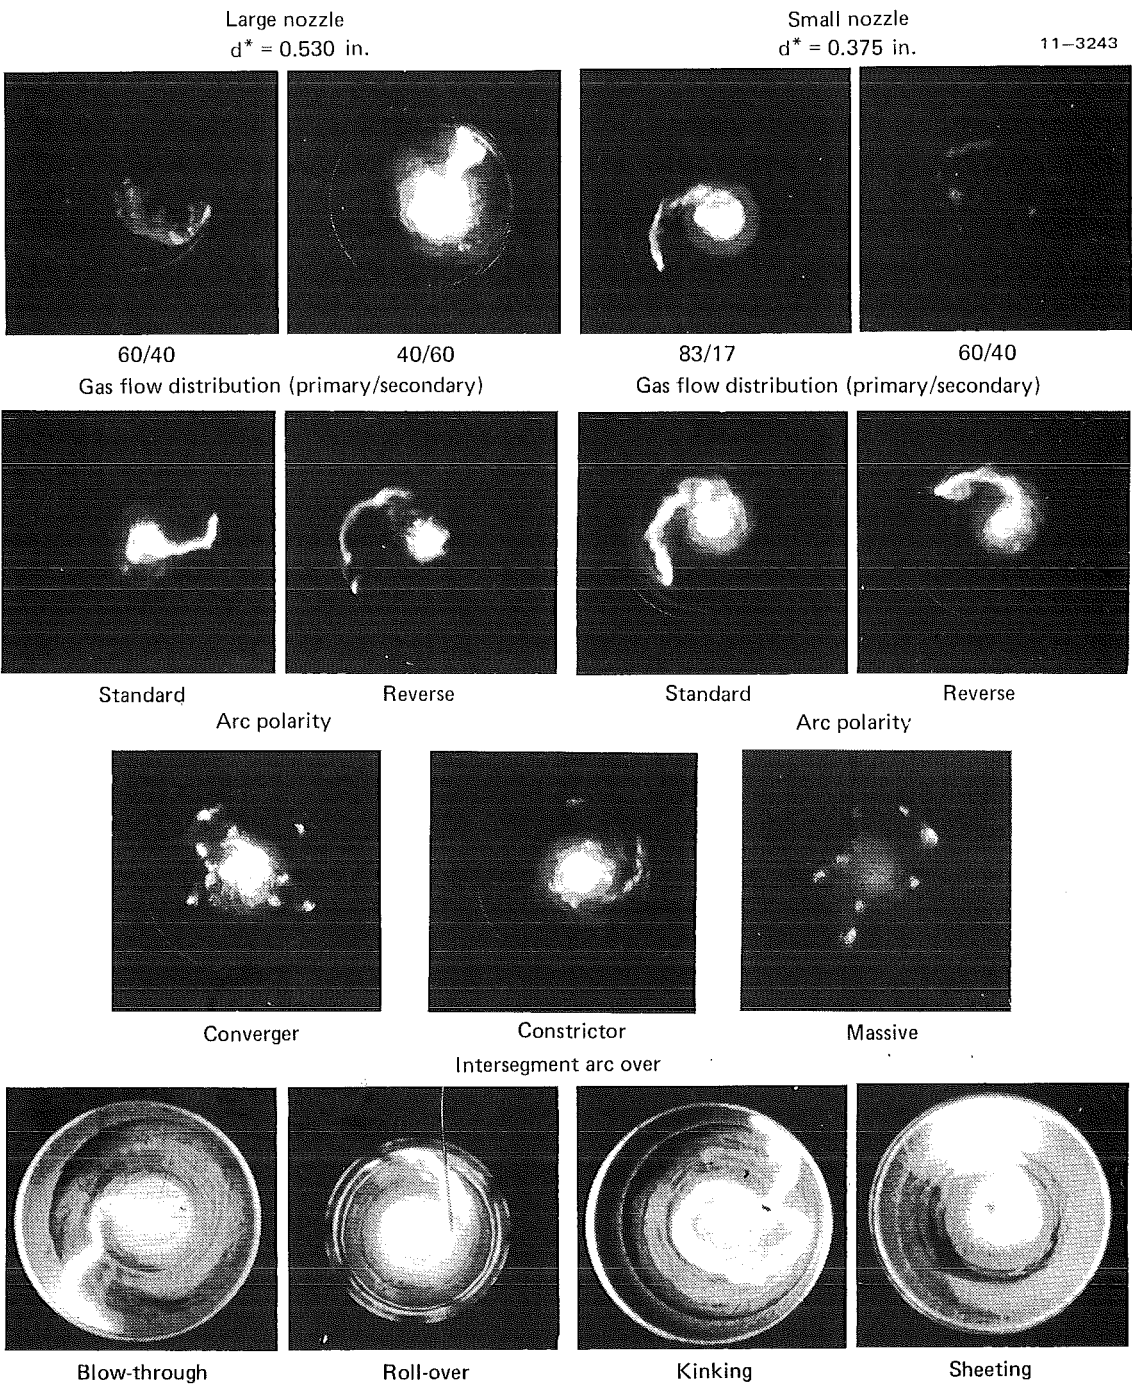 Large nozzle
d* = 0.530 in.
Small nozzle
d* = 0.375 in.
11-3243
60/40
40/60
83/17
60/40
Gas flow distribution (primary/secondary)
Gas flow distribution (primary/secondary)
Standard
Reverse
Standard
Reverse
Arc polarity
Arc polarity
Converger
Constrictor
Massive
Intersegment arc over
Blow-through
Roll-over
Kinking
Sheeting